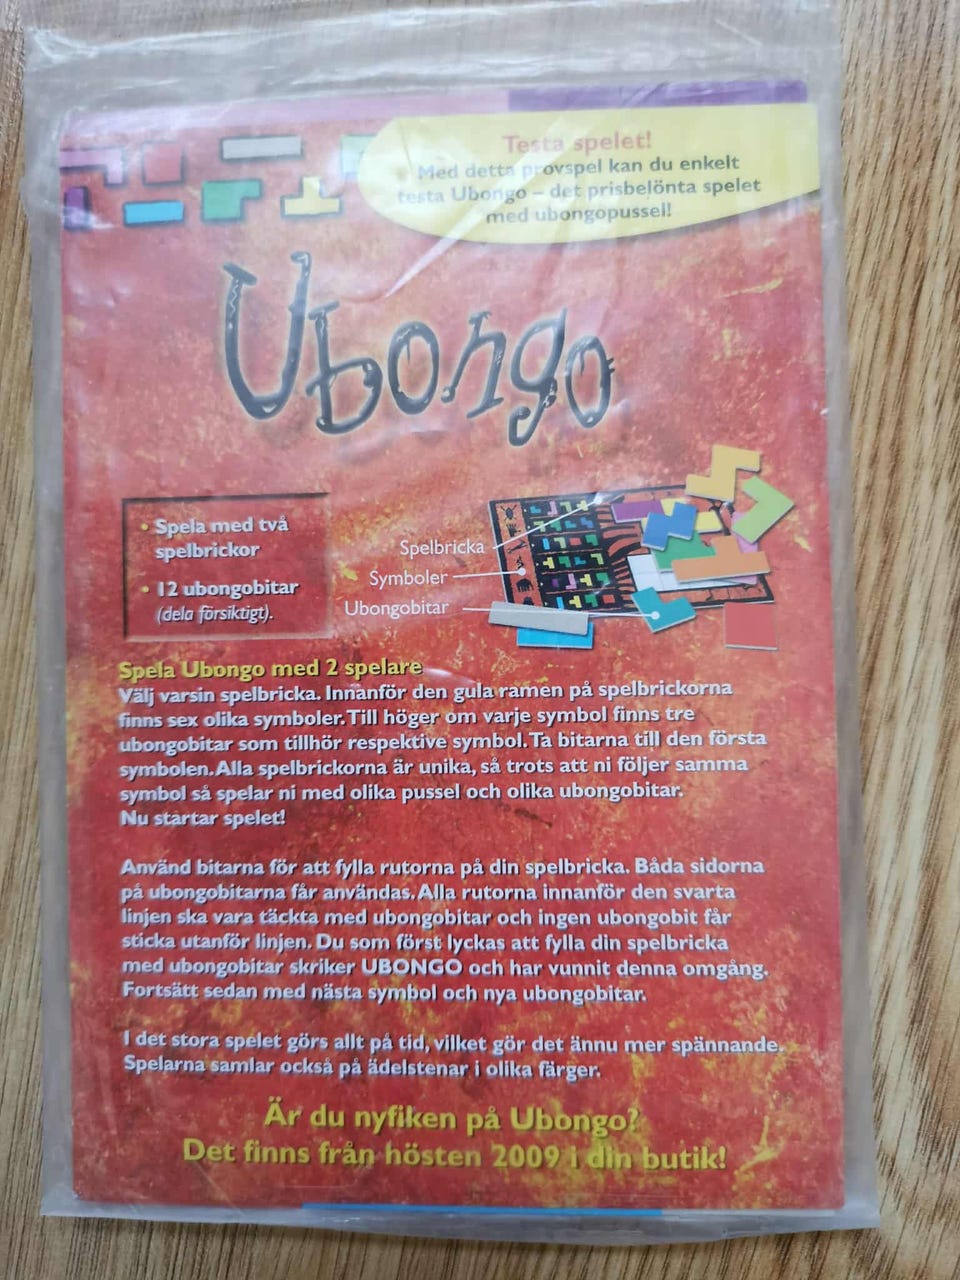 Testa spelet!
Med detta provspel kan du enkelt
testa Ubongo – det prisbelönta spelet
med ubongopussel!
Ubongo
• Spela med två
spelbrickor
• 12 ubongobitar
(dela försiktigt).
Spelbricka
Symboler
Ubongobitar
Spela Ubongo med 2 spelare
Välj varsin spelbricka. Innanför den gula ramen på spelbrickorna
finns sex olika symboler. Till höger om varje symbol finns tre
ubongobitar som tillhör respektive symbol. Ta bitarna till den första
symbolen. Alla spelbrickorna är unika, så trots att ni följer samma
symbol så spelar ni med olika pussel och olika ubongobitar.
Nu startar spelet!
Använd bitarna för att fylla rutorna på din spelbricka. Båda sidorna
på ubongobitarna får användas. Alla rutorna innanför den svarta
linjen ska vara täckta med ubongobitar och ingen ubongobit får
sticka utanför linjen. Du som först lyckas att fylla din spelbricka
med ubongobitar skriker UBONGO och har vunnit denna omgång.
Fortsätt sedan med nästa symbol och nya ubongobitar.
I det stora spelet görs allt på tid, vilket gör det ännu mer spännande.
Spelarna samlar också på ädelstenar i olika färger.
Är du nyfiken på Ubongo?
Det finns från hösten 2009 i din butik!